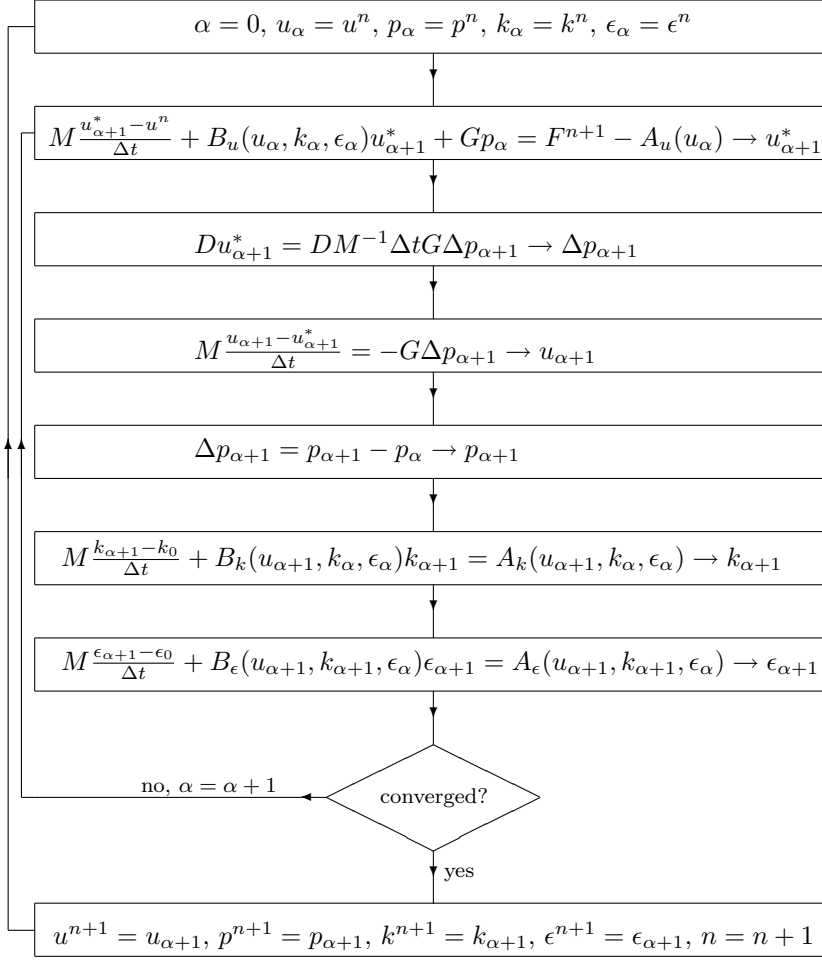 α = 0, u_α = u^n, p_α = p^n, k_α = k^n, ϵ_α = ϵ^n
M \frac{u^*_{α+1} − u^n}{Δt} + B_u(u_α, k_α, ϵ_α)u^*_{α+1} + Gp_α = F^{n+1} − A_u(u_α) → u^*_{α+1}
Du^*_{α+1} = DM^{−1}ΔtGΔp_{α+1} → Δp_{α+1}
M \frac{u_{α+1} − u^*_{α+1}}{Δt} = −GΔp_{α+1} → u_{α+1}
Δp_{α+1} = p_{α+1} − p_α → p_{α+1}
M \frac{k_{α+1} − k_0}{Δt} + B_k(u_{α+1}, k_α, ϵ_α)k_{α+1} = A_k(u_{α+1}, k_α, ϵ_α) → k_{α+1}
M \frac{ϵ_{α+1} − ϵ_0}{Δt} + B_ϵ(u_{α+1}, k_{α+1}, ϵ_α)ϵ_{α+1} = A_ϵ(u_{α+1}, k_{α+1}, ϵ_α) → ϵ_{α+1}
no, α = α + 1
converged?
yes
u^{n+1} = u_{α+1}, p^{n+1} = p_{α+1}, k^{n+1} = k_{α+1}, ϵ^{n+1} = ϵ_{α+1}, n = n + 1